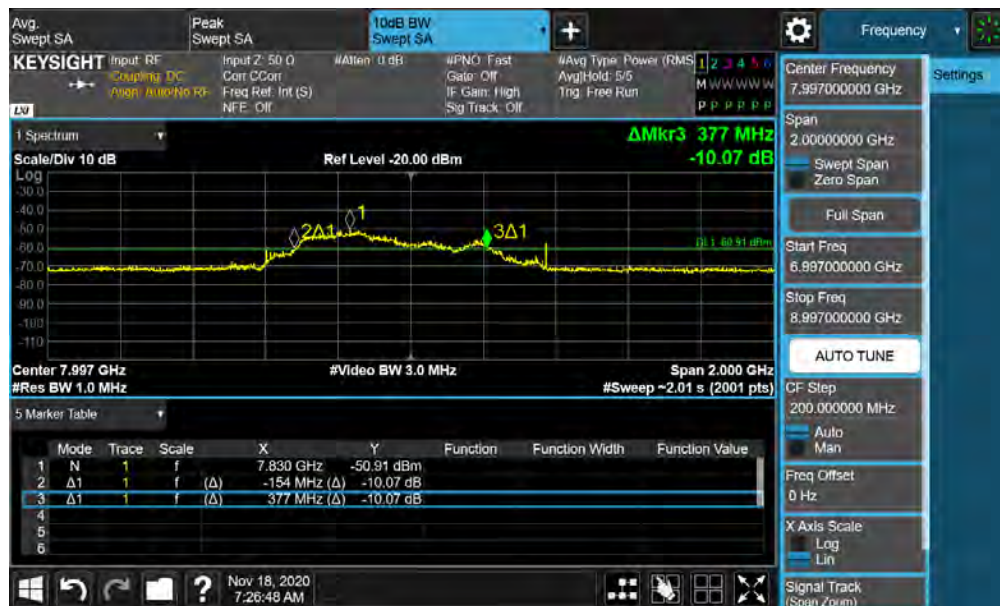 Avg. Peak 10dB BW
Swept SA Swept SA Swept SA
Frequency
KEYSIGHT Input: RF Input Z: 50 Ω #Atten: 0 dB #PNO: Fast #Avg Type: Power (RMS 1 2 3 4 5 6
Coupling: DC Corr CCorr Gate: Off Avg|Hold: 5/5 M W W W W W
Align: Auto/No RF Freq Ref: Int (S) IF Gain: High Trig: Free Run
LXI NFE: Off Sig Track: Off P P P P P P
1 Spectrum
ΔMkr3 377 MHz
Scale/Div 10 dB Ref Level -20.00 dBm -10.07 dB
Log
-30.0
-40.0
-50.0
-60.0
-70.0
-80.0
-90.0
-100
-110
1
2Δ1
3Δ1
DL1 -60.91 dBm
Center 7.997 GHz #Video BW 3.0 MHz Span 2.000 GHz
#Res BW 1.0 MHz #Sweep ~2.01 s (2001 pts)
5 Marker Table
Mode Trace Scale X Y Function Function Width Function Value
1 N 1 f 7.830 GHz -50.91 dBm
2 Δ1 1 f (Δ) -154 MHz (Δ) -10.07 dB
3 Δ1 1 f (Δ) 377 MHz (Δ) -10.07 dB
4
5
6
?
Nov 18, 2020
7:26:48 AM
Center Frequency
7.997000000 GHz
Settings
Span
2.00000000 GHz
Swept Span
Zero Span
Full Span
Start Freq
6.997000000 GHz
Stop Freq
8.997000000 GHz
AUTO TUNE
CF Step
200.000000 MHz
Auto
Man
Freq Offset
0 Hz
X Axis Scale
Log
Lin
Signal Track
(Span Zoom)